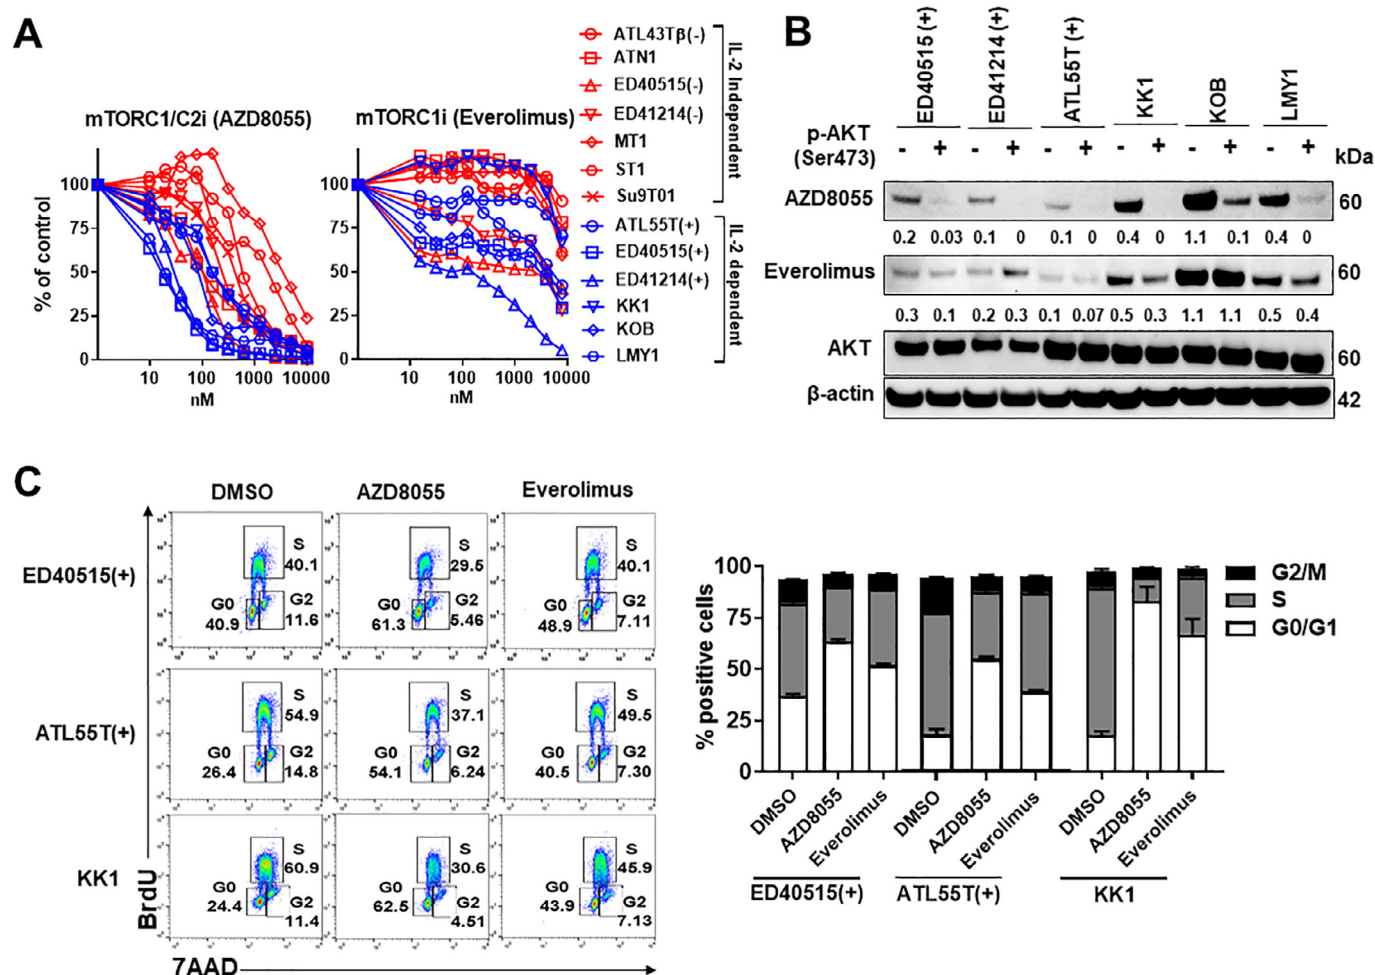 A
mTORC1/C2i (AZD8055)
% of control
100
75
50
25
0
10 100 1000 10000
nM
mTORC1i (Everolimus)
100
75
50
25
0
10 100 1000 10000
nM
ATL43Tβ(-)
ATN1
ED40515(-)
ED41214(-)
MT1
ST1
Su9T01
ATL55T(+)
ED40515(+)
ED41214(+)
KK1
KOB
LMY1
IL-2 Independent
IL-2 dependent
B
ED40515 (+) ED41214 (+) ATL55T (+) KK1 KOB LMY1
p-AKT
(Ser473)
- + - + - + - + - + - +
kDa
AZD8055 60
0.2 0.03 0.1 0 0.1 0 0.4 0 1.1 0.1 0.4 0
Everolimus 60
0.3 0.1 0.2 0.3 0.1 0.07 0.5 0.3 1.1 1.1 0.5 0.4
AKT 60
β-actin 42
C
DMSO AZD8055 Everolimus
ED40515(+)
S
40.1
G0
40.9
G2
11.6
S
29.5
G0
61.3
G2
5.46
S
40.1
G0
48.9
G2
7.11
ATL55T(+)
S
54.9
G0
26.4
G2
14.8
S
37.1
G0
54.1
G2
6.24
S
49.5
G0
40.5
G2
7.30
KK1
S
60.9
G0
24.4
G2
11.4
S
30.6
G0
62.5
G2
4.51
S
45.9
G0
43.9
G2
7.13
BrdU
7AAD
% positive cells
100
75
50
25
0
G2/M
S
G0/G1
DMSO AZD8055 Everolimus DMSO AZD8055 Everolimus DMSO AZD8055 Everolimus
ED40515(+) ATL55T(+) KK1